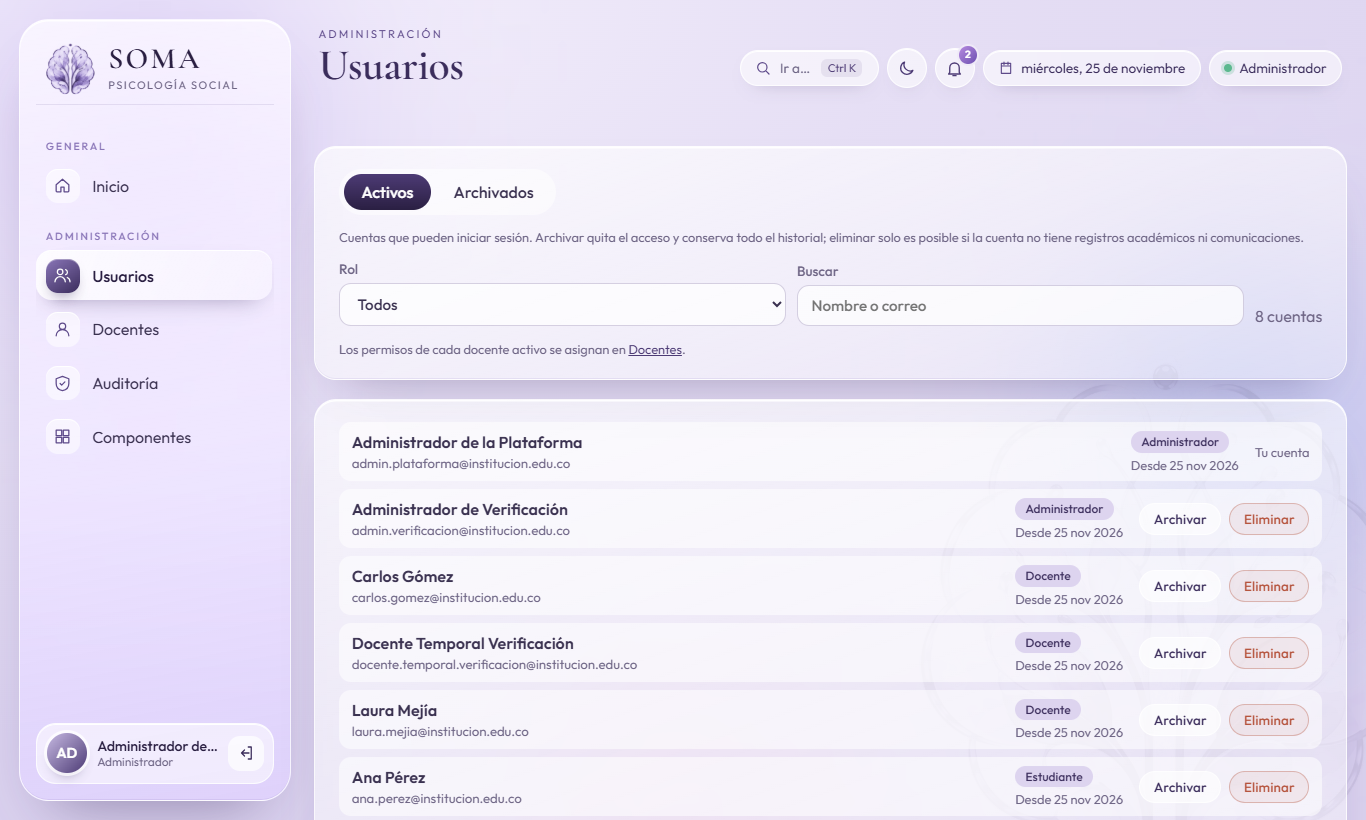 SOMA
PSICOLOGÍA SOCIAL
GENERAL
Inicio
ADMINISTRACIÓN
Usuarios
Docentes
Auditoría
Componentes
AD
Administrador de...
Administrador
ADMINISTRACIÓN
Usuarios
Ir a... Ctrl K
2
miércoles, 25 de noviembre
Administrador
Activos Archivados
Cuentas que pueden iniciar sesión. Archivar quita el acceso y conserva todo el historial; eliminar solo es posible si la cuenta no tiene registros académicos ni comunicaciones.
Rol
Todos
Buscar
Nombre o correo
8 cuentas
Los permisos de cada docente activo se asignan en Docentes.
Administrador de la Plataforma
admin.plataforma@institucion.edu.co
Administrador
Desde 25 nov 2026
Tu cuenta
Administrador de Verificación
admin.verificacion@institucion.edu.co
Administrador
Desde 25 nov 2026
Archivar Eliminar
Carlos Gómez
carlos.gomez@institucion.edu.co
Docente
Desde 25 nov 2026
Archivar Eliminar
Docente Temporal Verificación
docente.temporal.verificacion@institucion.edu.co
Docente
Desde 25 nov 2026
Archivar Eliminar
Laura Mejía
laura.mejia@institucion.edu.co
Docente
Desde 25 nov 2026
Archivar Eliminar
Ana Pérez
ana.perez@institucion.edu.co
Estudiante
Desde 25 nov 2026
Archivar Eliminar